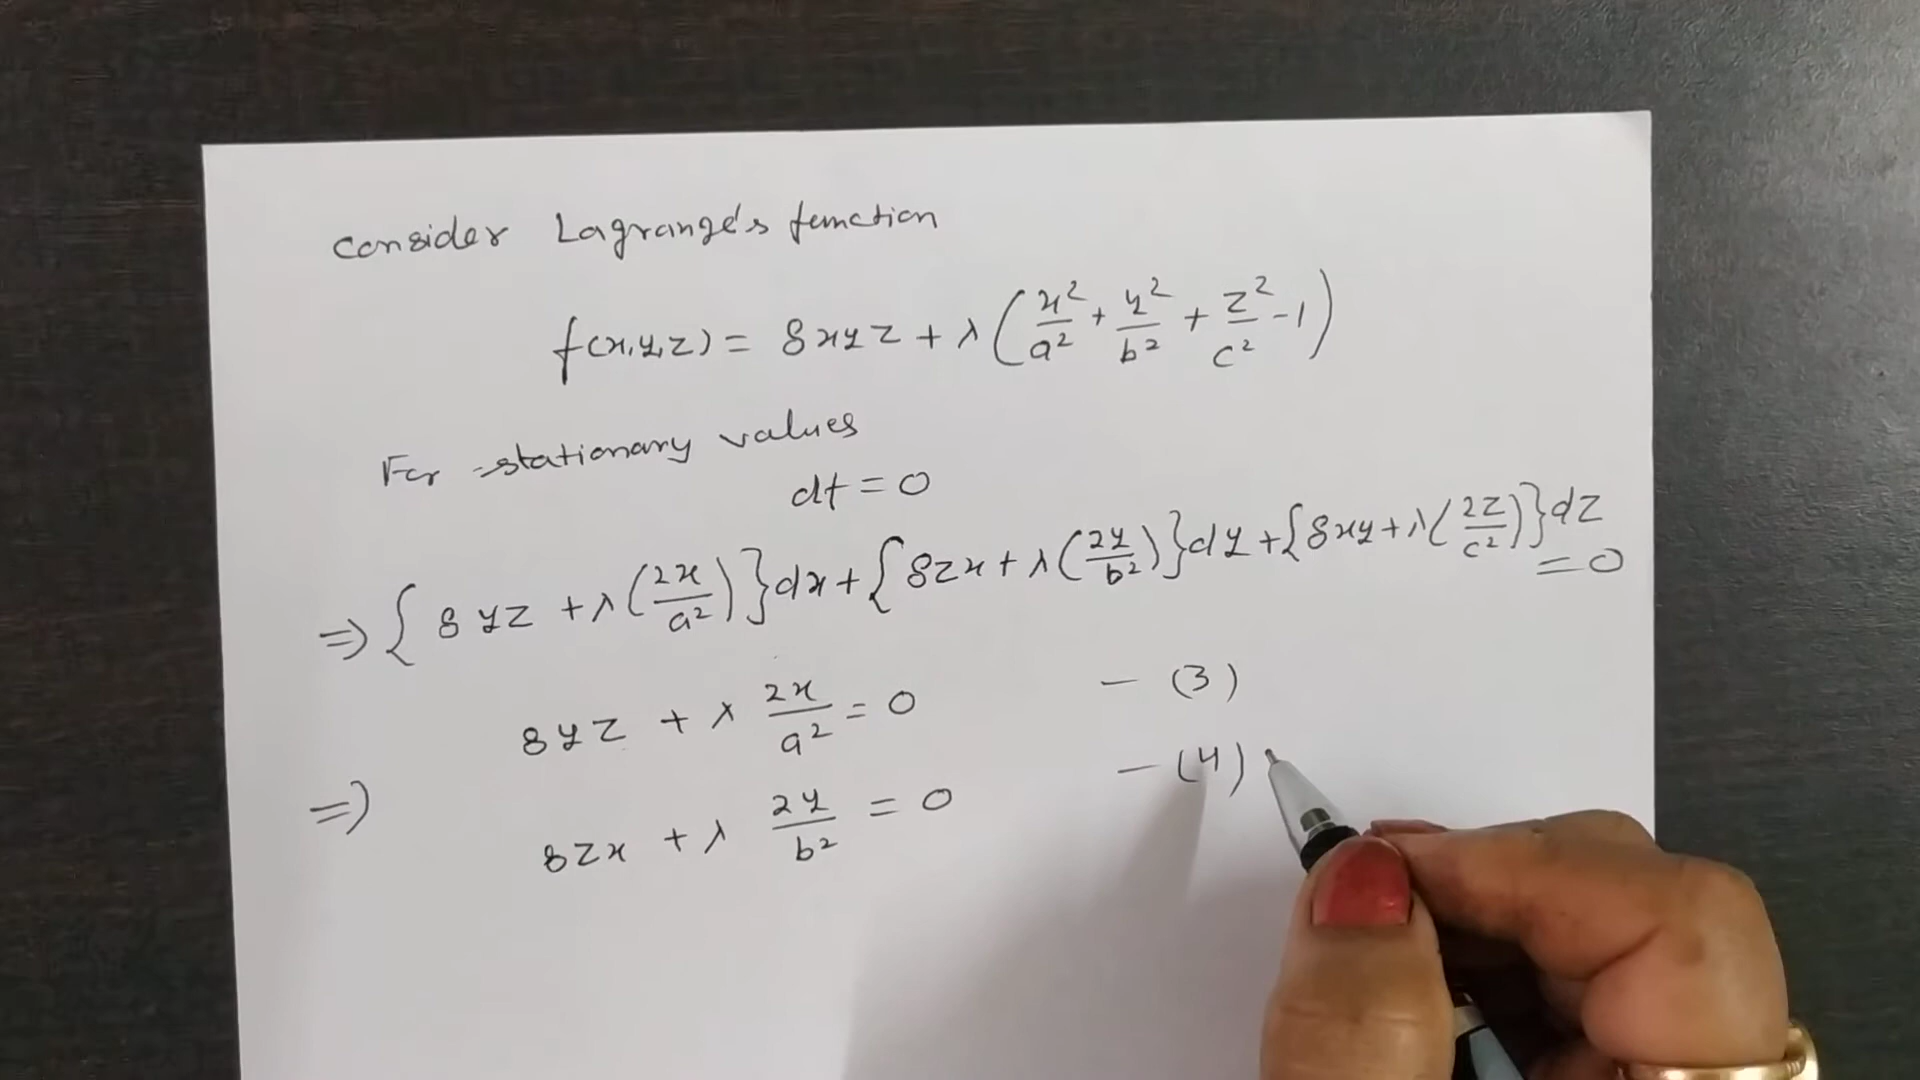 Consider Lagrange's function
f(x,y,z) = 8xyz + λ(x²/a² + y²/b² + z²/c² - 1)
For stationary values
df = 0
=> {8yz + λ(2x/a²)}dx + {8zx + λ(2y/b²)}dy + {8xy + λ(2z/c²)}dz
= 0
8yz + λ 2x/a² = 0 — (3)
=> 8zx + λ 2y/b² = 0 — (4)